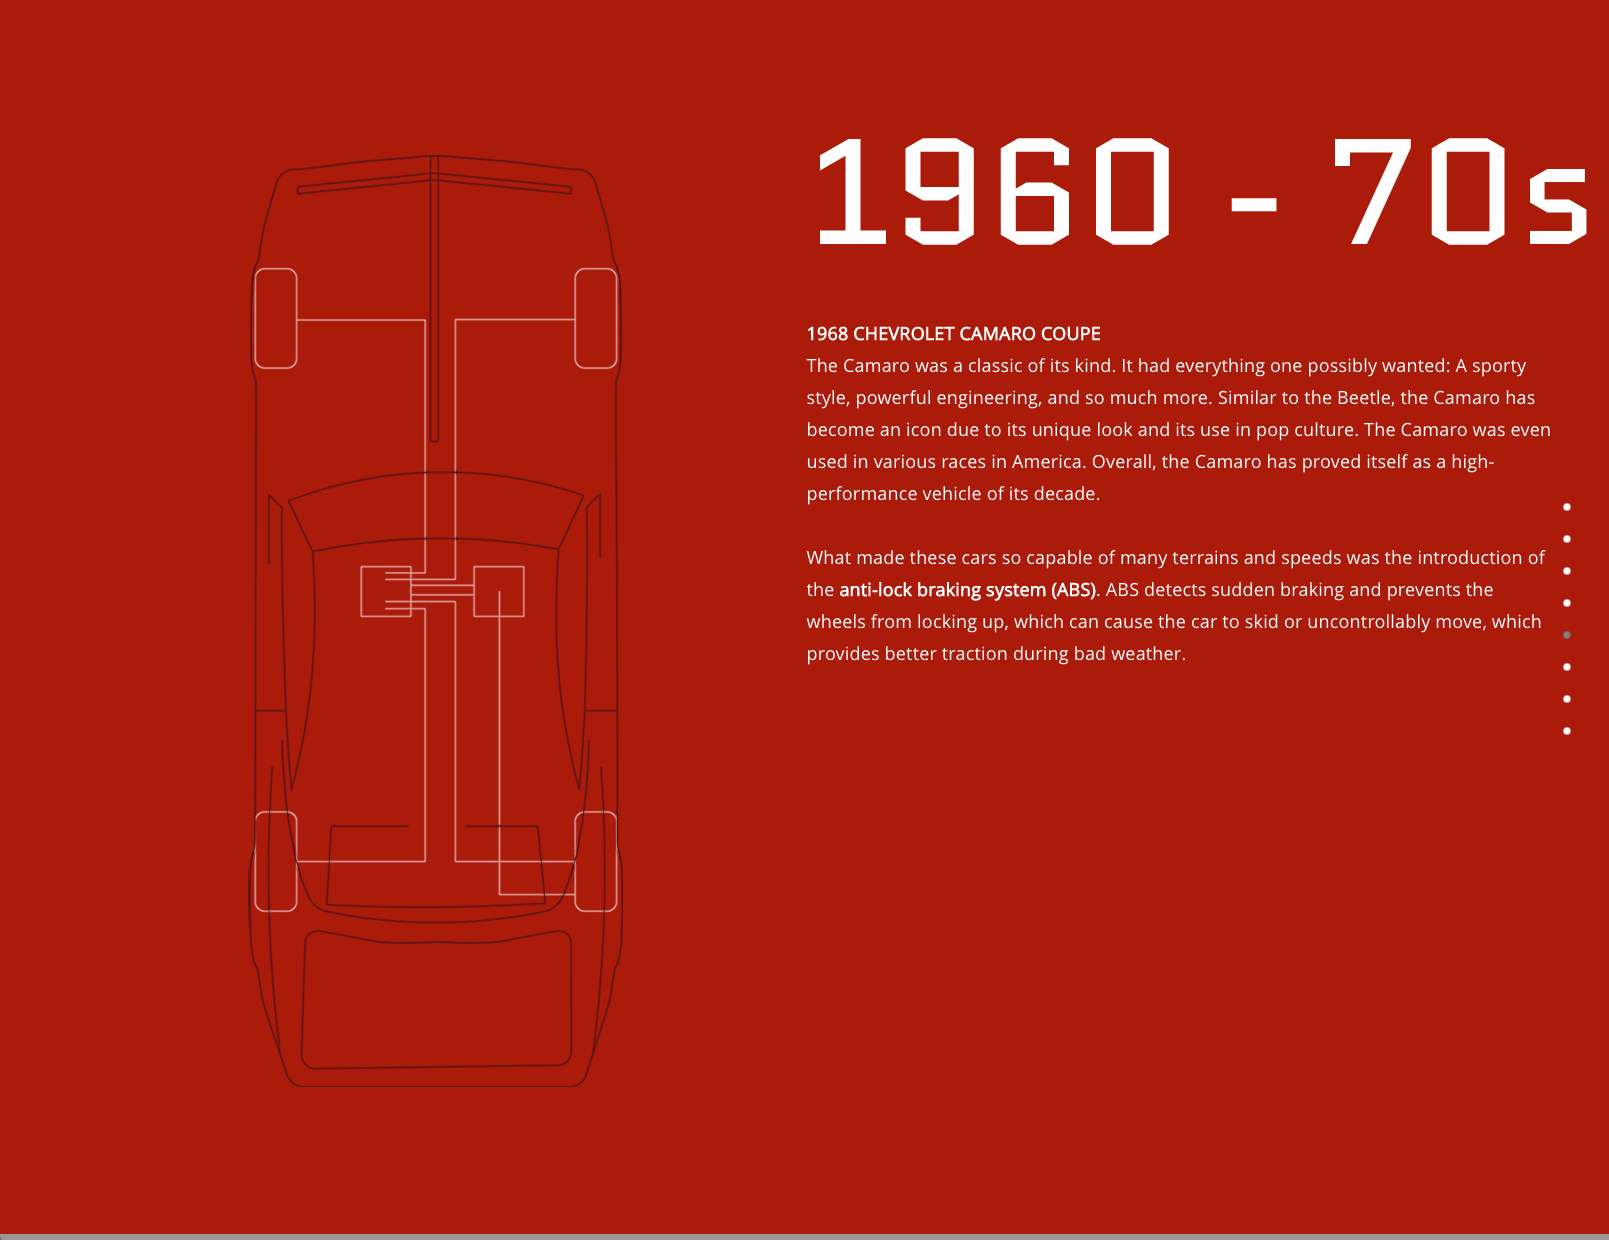 1960 - 70s
1968 CHEVROLET CAMARO COUPE
The Camaro was a classic of its kind. It had everything one possibly wanted: A sporty
style, powerful engineering, and so much more. Similar to the Beetle, the Camaro has
become an icon due to its unique look and its use in pop culture. The Camaro was even
used in various races in America. Overall, the Camaro has proved itself as a high-
performance vehicle of its decade.
What made these cars so capable of many terrains and speeds was the introduction of
the anti-lock braking system (ABS). ABS detects sudden braking and prevents the
wheels from locking up, which can cause the car to skid or uncontrollably move, which
provides better traction during bad weather.